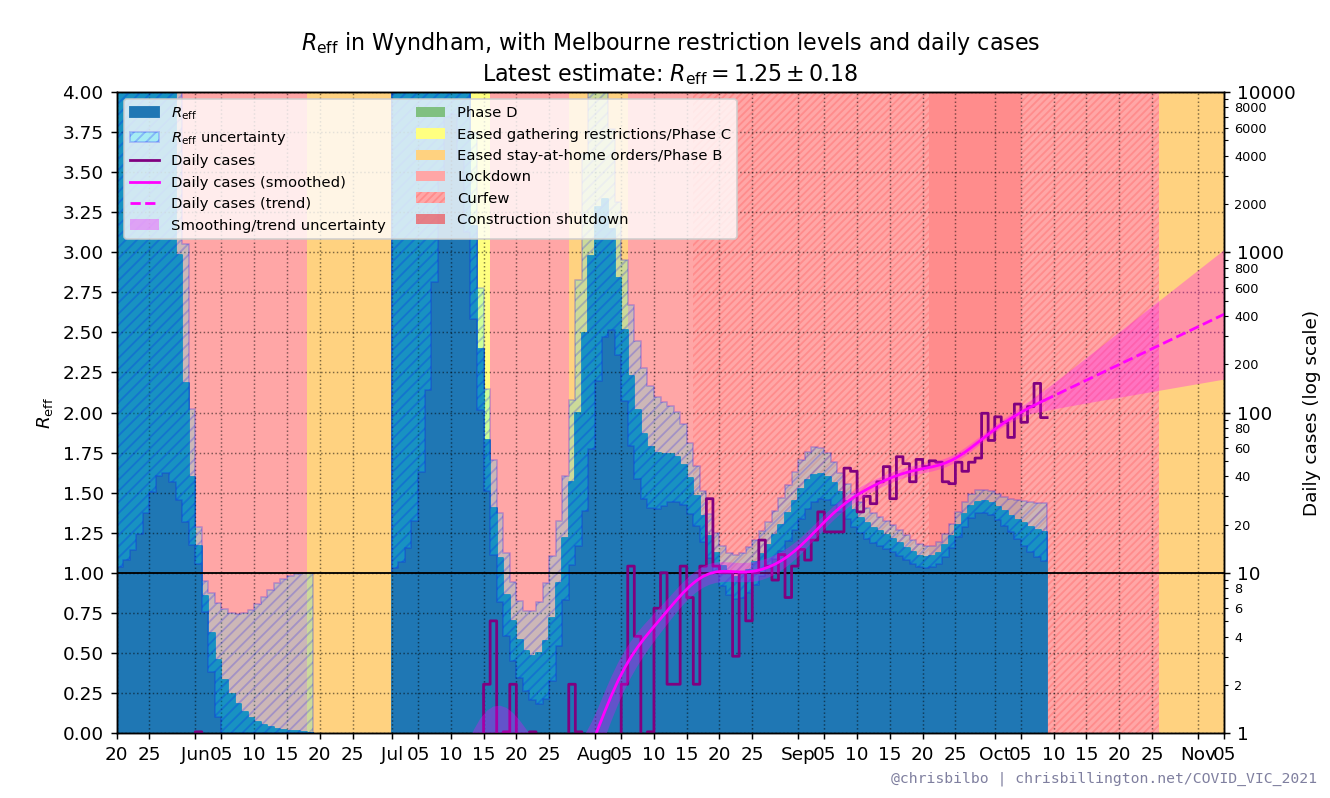 R_eff in Wyndham, with Melbourne restriction levels and daily cases
Latest estimate: R_eff = 1.25 ± 0.18
R_eff
R_eff uncertainty
Daily cases
Daily cases (smoothed)
Daily cases (trend)
Smoothing/trend uncertainty
Phase D
Eased gathering restrictions/Phase C
Eased stay-at-home orders/Phase B
Lockdown
Curfew
Construction shutdown
R_eff
4.00
3.75
3.50
3.25
3.00
2.75
2.50
2.25
2.00
1.75
1.50
1.25
1.00
0.75
0.50
0.25
0.00
10000
8000
6000
4000
2000
1000
800
600
400
200
100
80
60
40
20
10
8
6
4
2
1
Daily cases (log scale)
20 25 Jun 05 10 15 20 25 Jul 05 10 15 20 25 Aug 05 10 15 20 25 Sep 05 10 15 20 25 Oct 05 10 15 20 25 Nov 05
@chrisbilbo | chrisbillington.net/COVID_VIC_2021